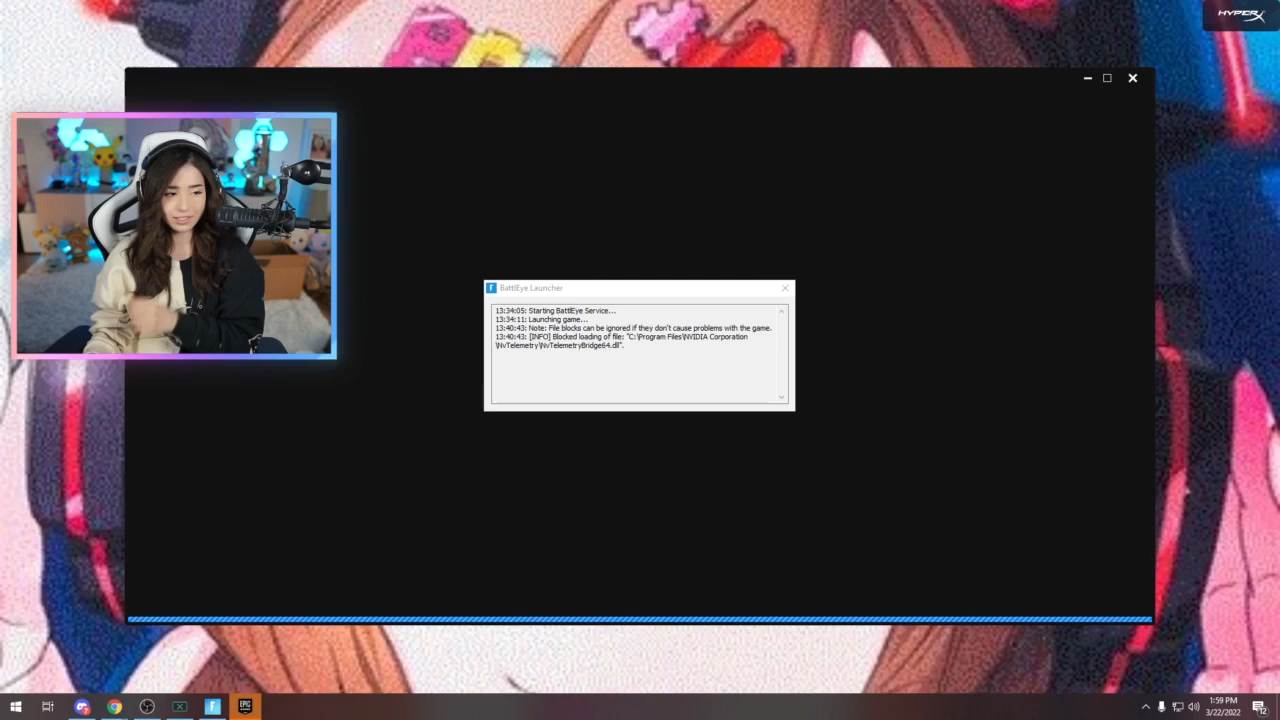 HYPERX
BattlEye Launcher
13:34:05: Starting BattlEye Service...
13:34:11: Launching game...
13:40:43: Note: File blocks can be ignored if they don't cause problems with the game.
13:40:43: [INFO] Blocked loading of file: "C:\Program Files\NVIDIA Corporation
\NvTelemetry\NvTelemetryBridge64.dll".
EPIC
1:59 PM
3/22/2022
12